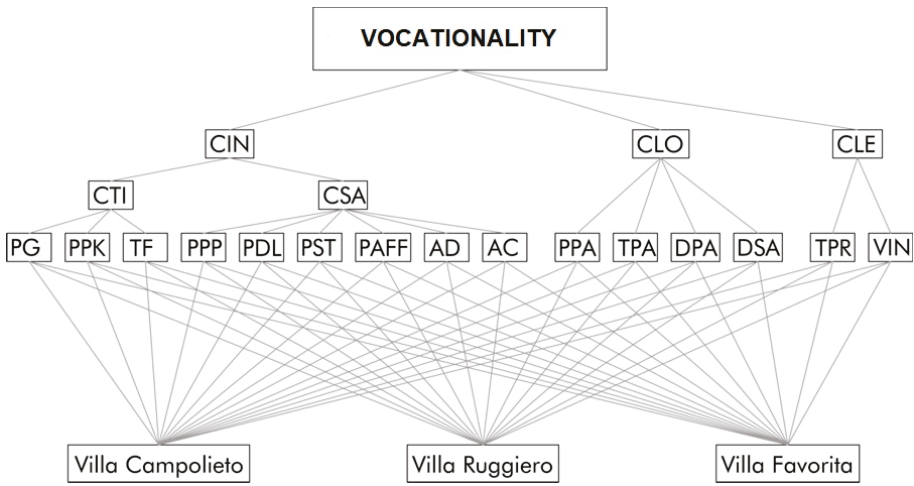 VOCATIONALITY
CIN CLO CLE
CTI CSA
PG PPK TF PPP PDL PST PAFF AD AC PPA TPA DPA DSA TPR VIN
Villa Campolieto Villa Ruggiero Villa Favorita